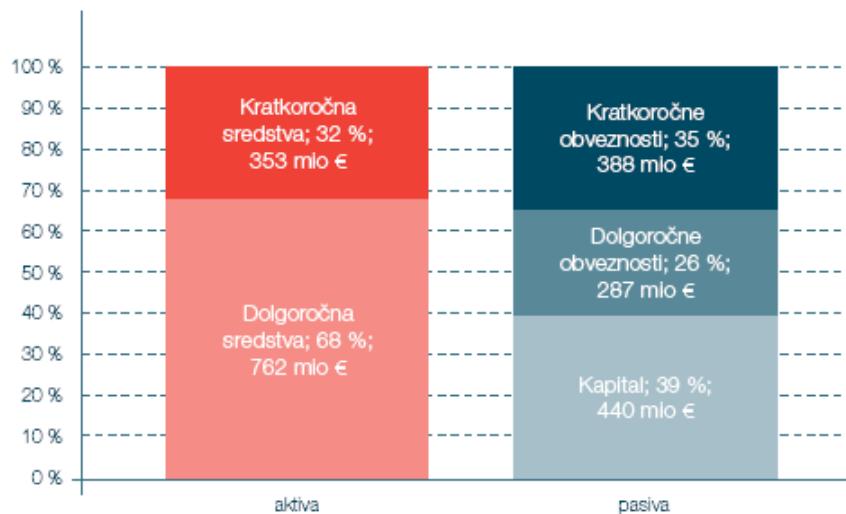 100 %
90 %
80 %
70 %
60 %
50 %
40 %
30 %
20 %
10 %
0 %
Kratkoročna
sredstva; 32 %;
353 mio €
Dolgoročna
sredstva; 68 %;
762 mio €
Kratkoročne
obveznosti; 35 %;
388 mio €
Dolgoročne
obveznosti; 26 %;
287 mio €
Kapital; 39 %;
440 mio €
aktiva
pasiva